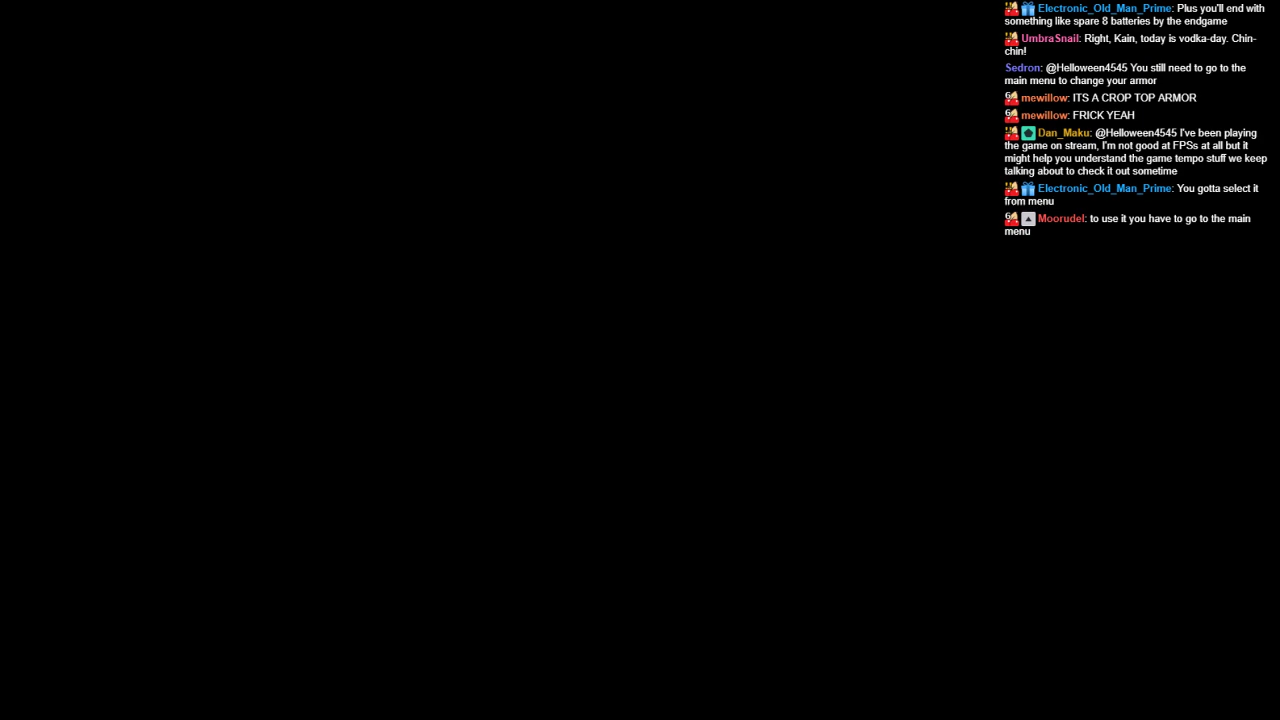 Electronic_Old_Man_Prime: Plus you'll end with
something like spare 8 batteries by the endgame
UmbraSnail: Right, Kain, today is vodka-day. Chin-
chin!
Sedron: @Helloween4545 You still need to go to the
main menu to change your armor
mewillow: ITS A CROP TOP ARMOR
mewillow: FRICK YEAH
Dan_Maku: @Helloween4545 I've been playing
the game on stream, I'm not good at FPSs at all but it
might help you understand the game tempo stuff we keep
talking about to check it out sometime
Electronic_Old_Man_Prime: You gotta select it
from menu
Moorudel: to use it you have to go to the main
menu